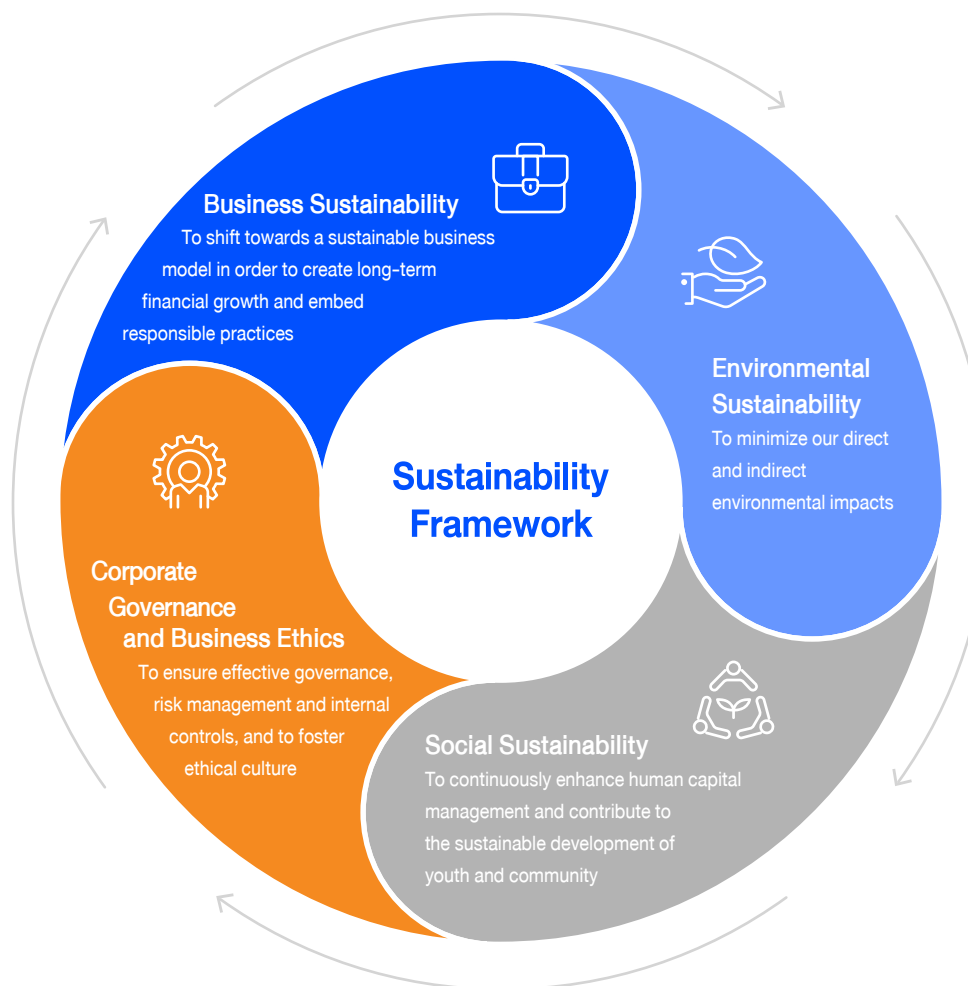 Business Sustainability
To shift towards a sustainable business
model in order to create long-term
financial growth and embed
responsible practices
Environmental
Sustainability
To minimize our direct
and indirect
environmental impacts
Sustainability
Framework
Corporate
Governance
and Business Ethics
To ensure effective governance,
risk management and internal
controls, and to foster
ethical culture
Social Sustainability
To continuously enhance human capital
management and contribute to
the sustainable development of
youth and community